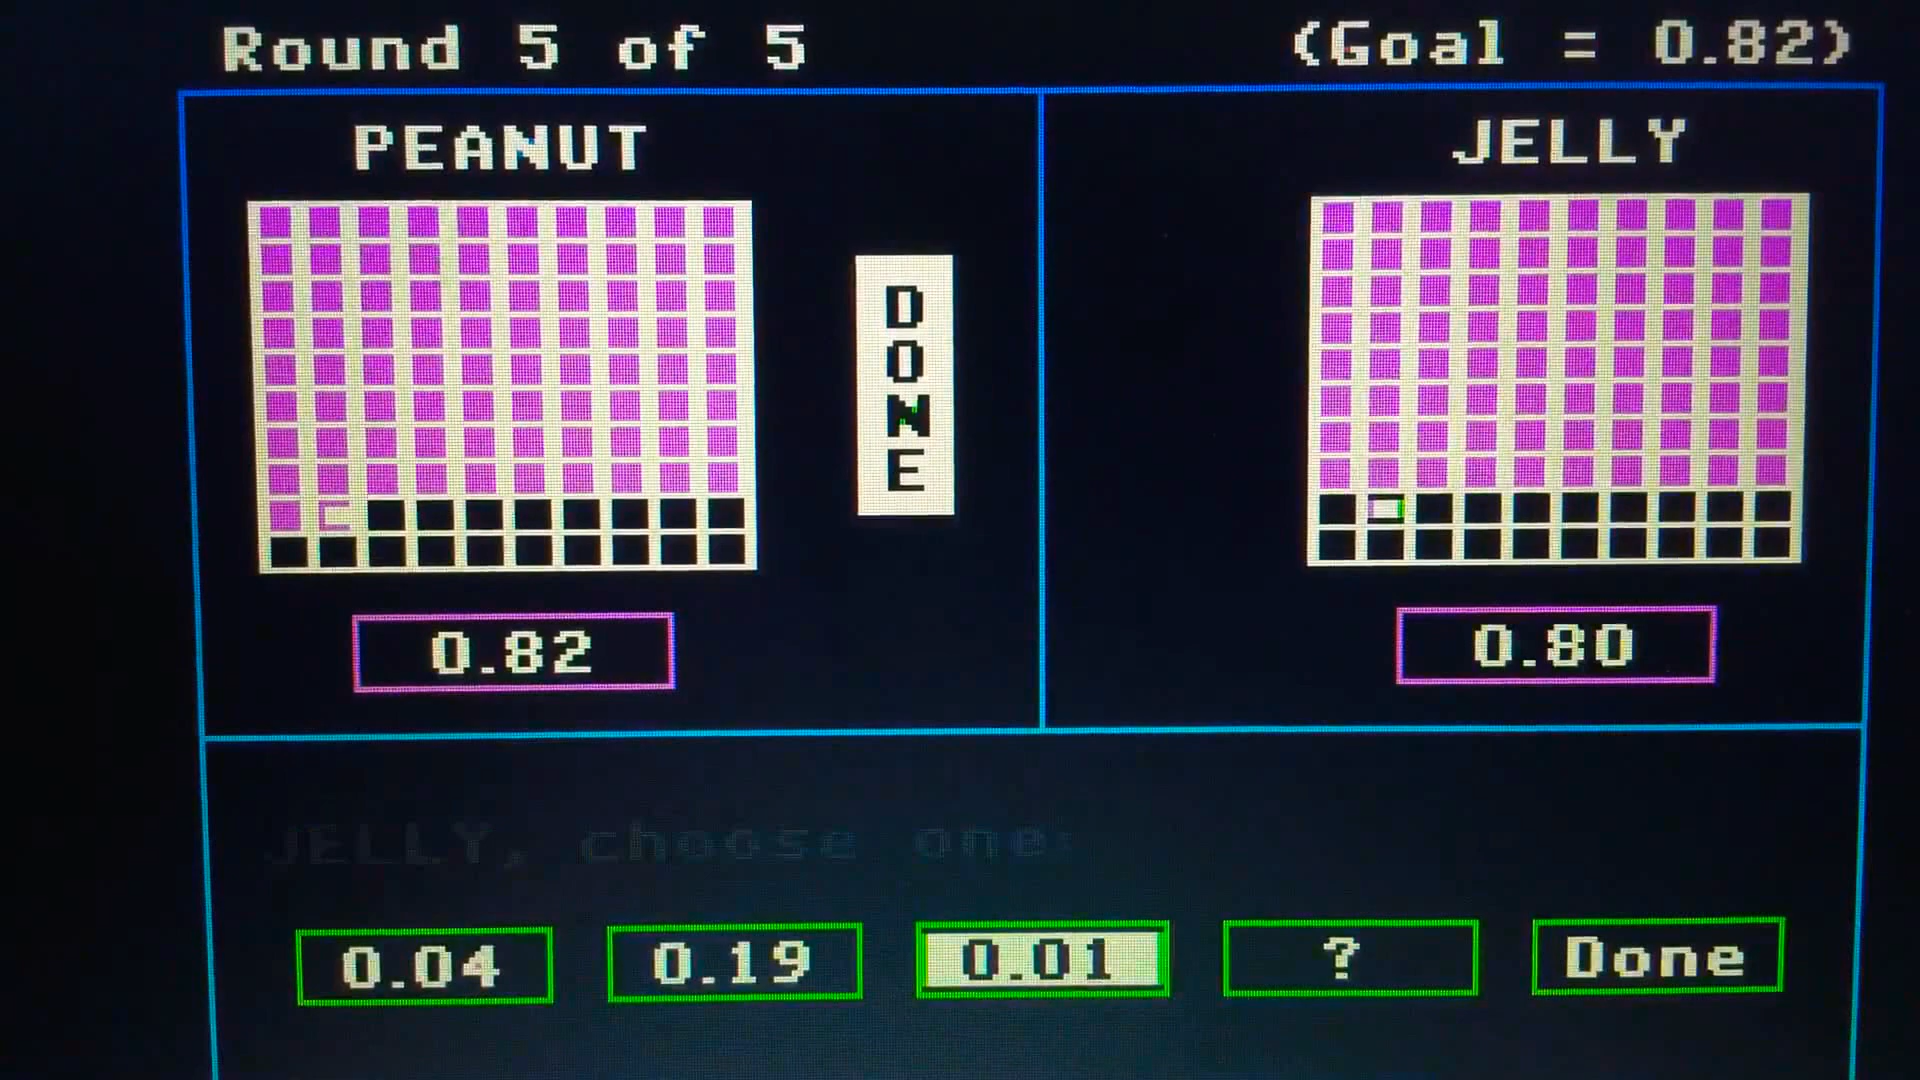 Round 5 of 5
(Goal = 0.82)
PEANUT
JELLY
DONE
0.82
0.80
JELLY, choose one:
0.04
0.19
0.01
?
Done